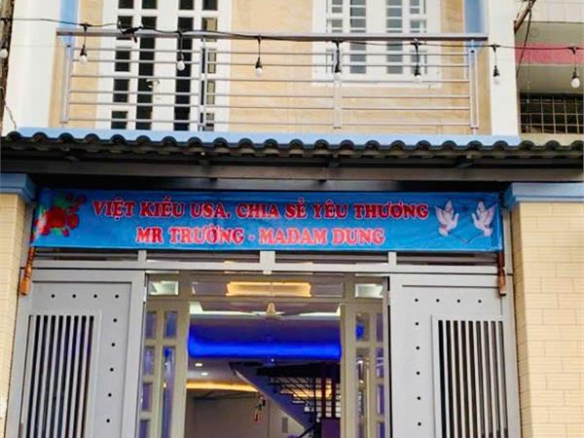 VIỆT KIỀU USA. CHIA SẺ YÊU THƯƠNG
MR TRƯỜNG - MADAM DUNG